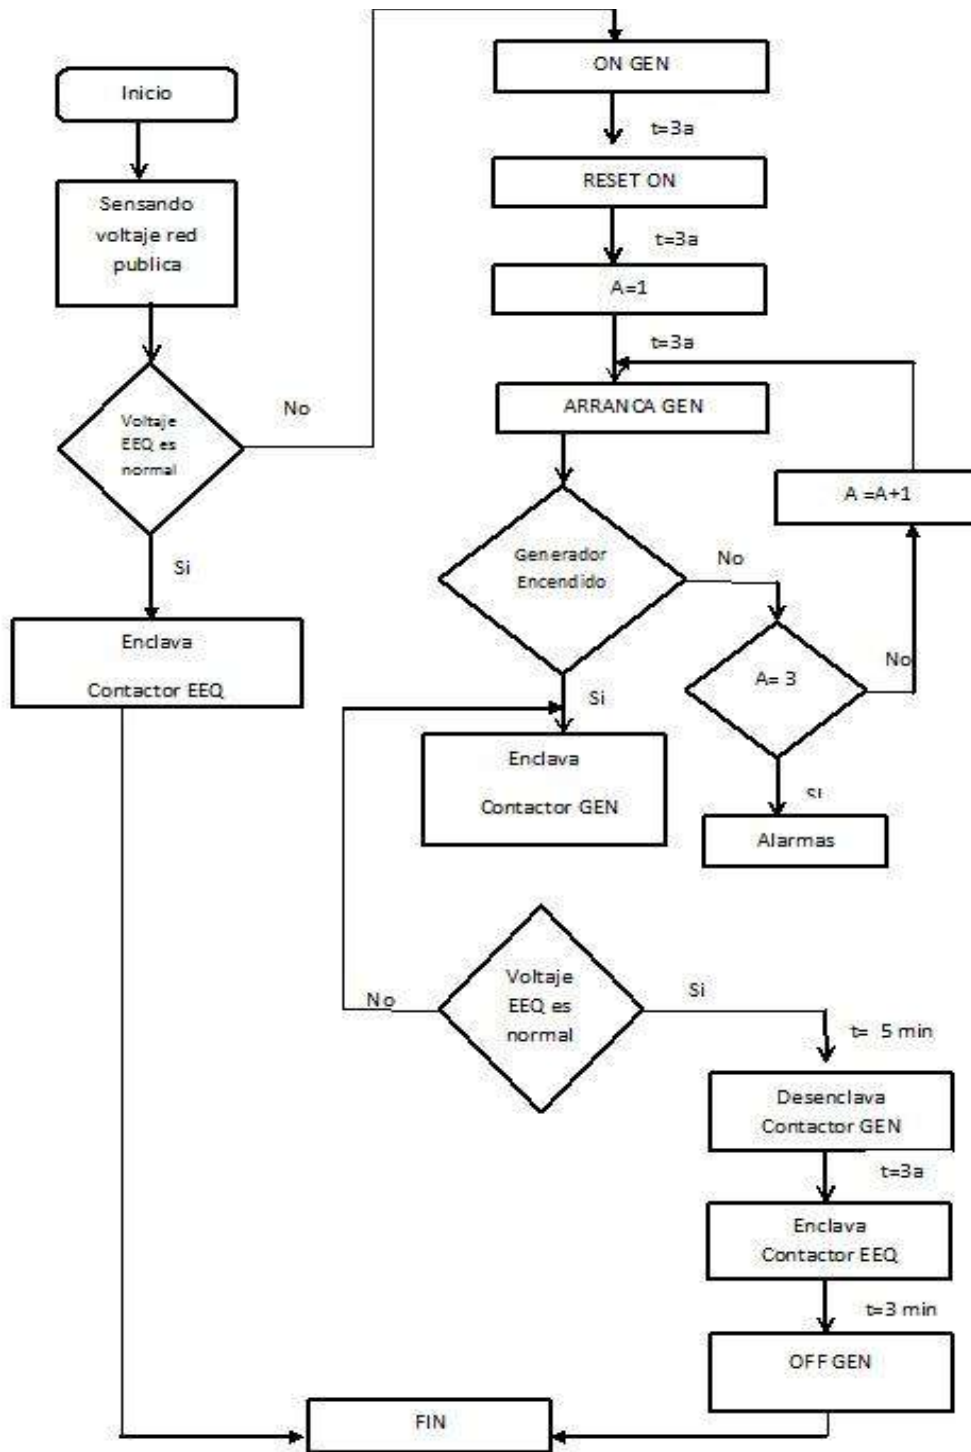 Inicio
Sensando
voltaje red
publica
Voltaje
EEQ es
normal
No
Si
Enclava
Contactor EEQ
ON GEN
t=3a
RESET ON
t=3a
A=1
t=3a
ARRANCA GEN
Generador
Encendido
No
A =A+1
A= 3
No
Si
Alarmas
Si
Enclava
Contactor GEN
Voltaje
EEQ es
normal
No
Si
t= 5 min
Desenclava
Contactor GEN
t=3a
Enclava
Contactor EEQ
t=3 min
OFF GEN
FIN